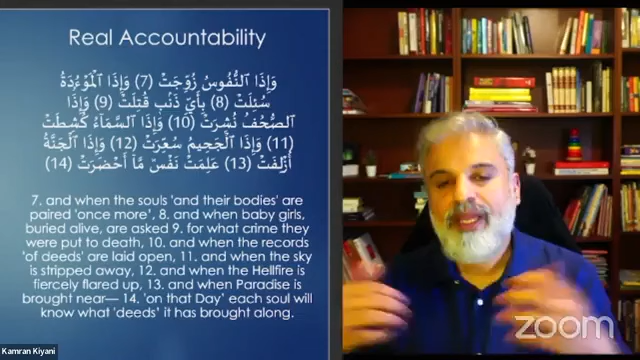 Real Accountability
وَإِذَا ٱلنُّفُوسُ زُوِّجَتْ (7) وَإِذَا ٱلْمَوْءُۥدَةُ
سُئِلَتْ (8) بِأَىِّ ذَنۢبٍ قُتِلَتْ (9) وَإِذَا
ٱلصُّحُفُ نُشِرَتْ (10) وَإِذَا ٱلسَّمَآءُ كُشِطَتْ
(11) وَإِذَا ٱلْجَحِيمُ سُعِّرَتْ (12) وَإِذَا ٱلْجَنَّةُ
أُزْلِفَتْ (13) عَلِمَتْ نَفْسٌ مَّآ أَحْضَرَتْ (14)
7. and when the souls 'and their bodies' are
paired 'once more', 8. and when baby girls,
buried alive, are asked 9. for what crime they
were put to death, 10. and when the records
'of deeds' are laid open, 11. and when the sky
is stripped away, 12. and when the Hellfire is
fiercely flared up, 13. and when Paradise is
brought near— 14. 'on that Day' each soul will
know what 'deeds' it has brought along.
Kamran Kiyani
zoom